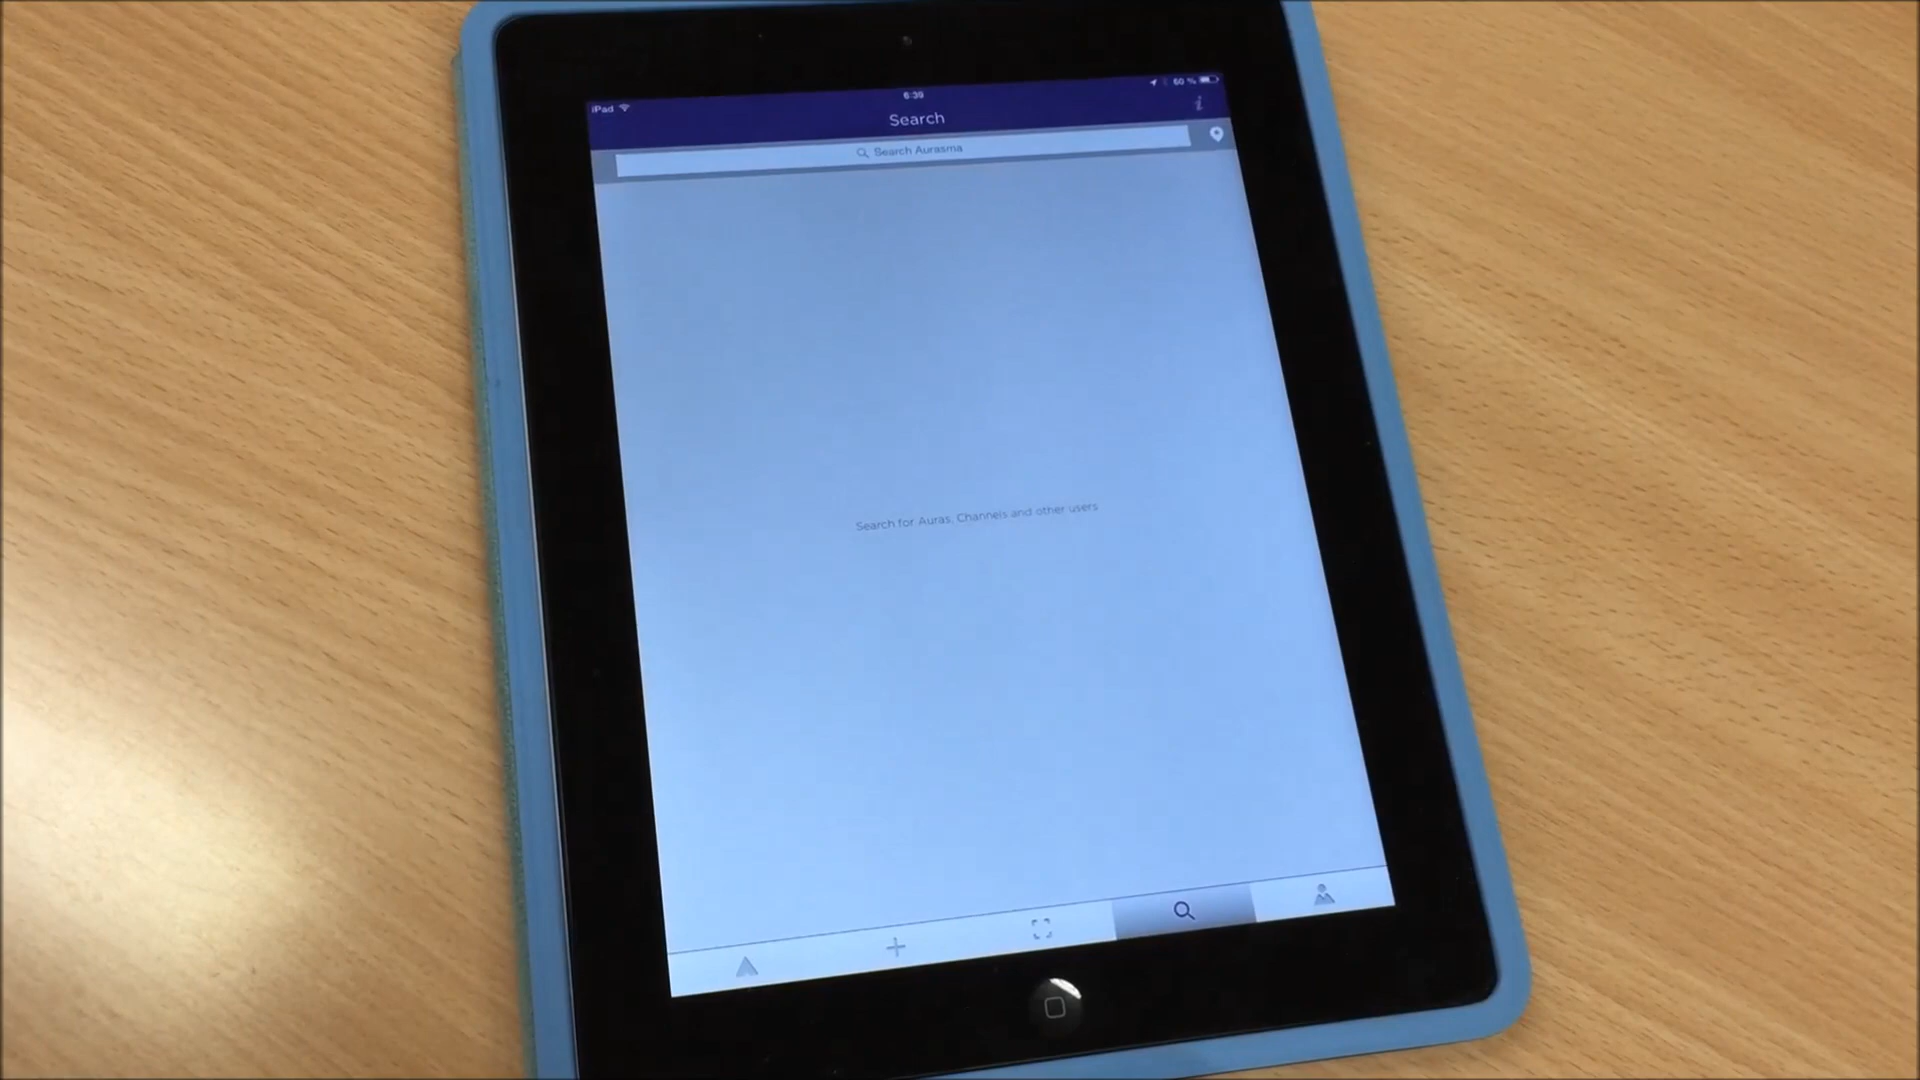 iPad
6:39
60 %
Search
Search Aurasma
Search for Auras, Channels and other users